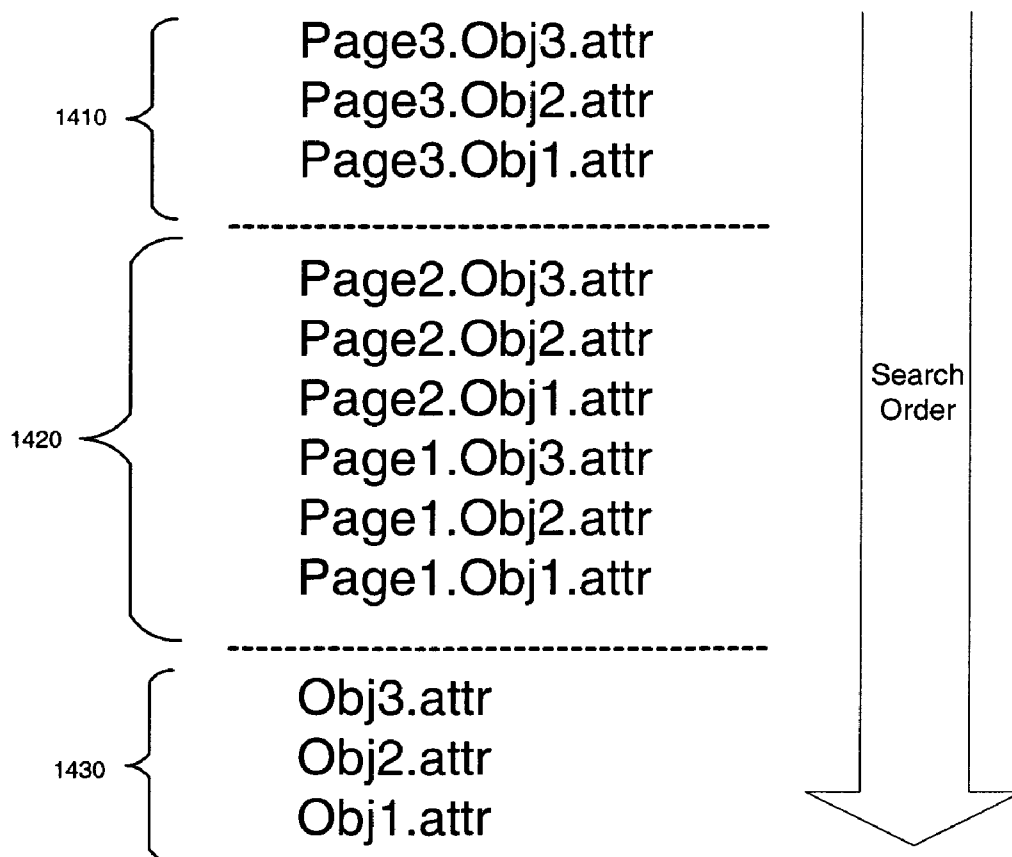 1410
Page3.Obj3.attr
Page3.Obj2.attr
Page3.Obj1.attr
1420
Page2.Obj3.attr
Page2.Obj2.attr
Page2.Obj1.attr
Page1.Obj3.attr
Page1.Obj2.attr
Page1.Obj1.attr
1430
Obj3.attr
Obj2.attr
Obj1.attr
Search
Order